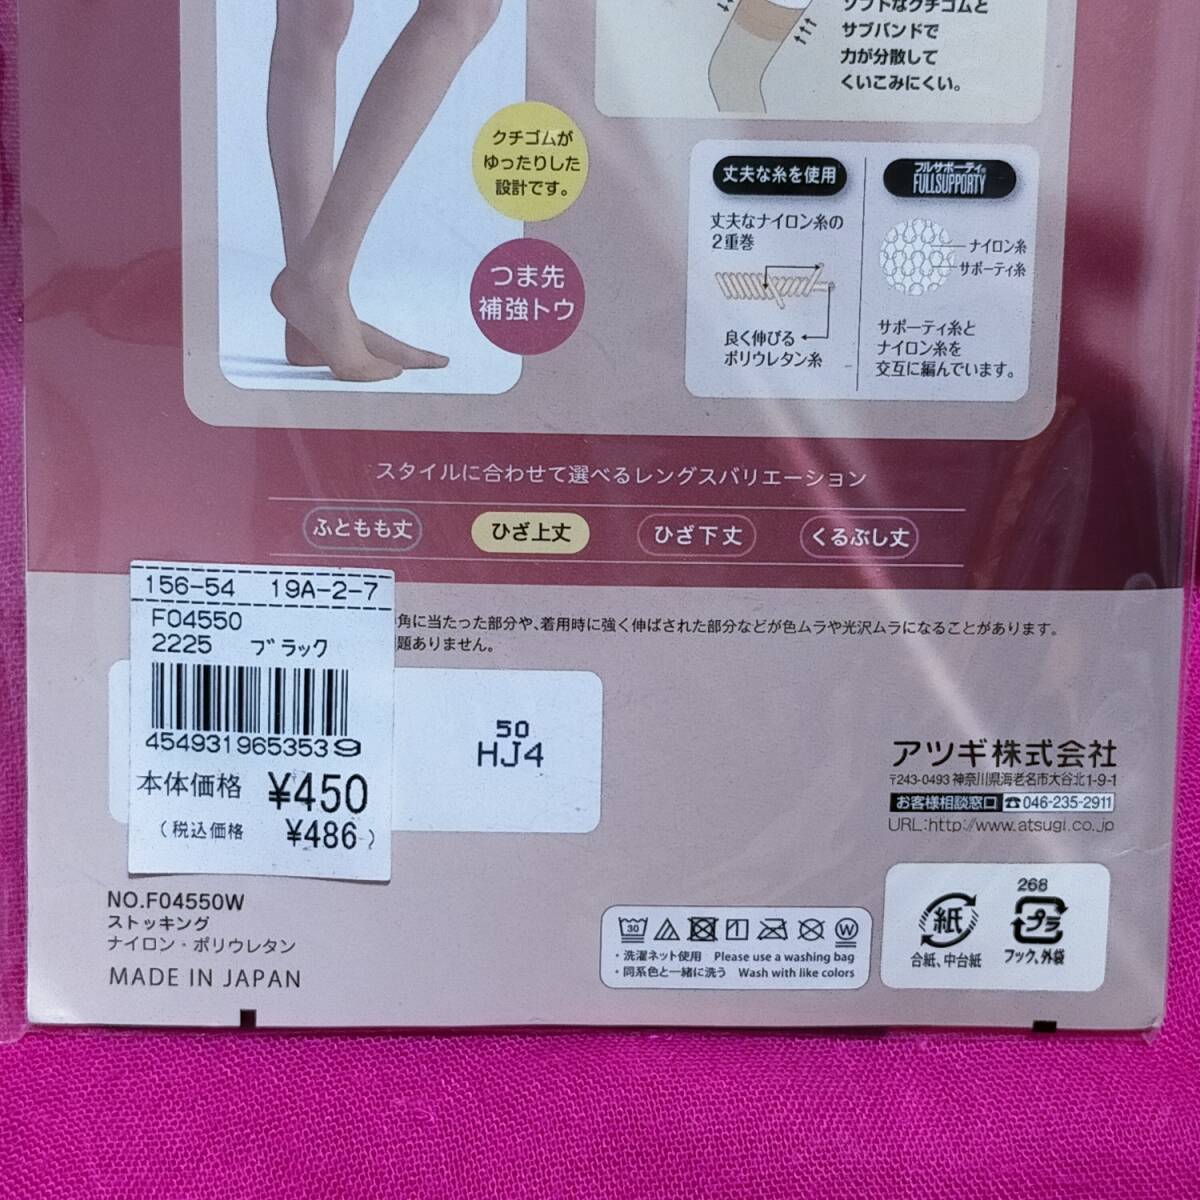 ソフトなクチゴムと
サブバンドで
力が分散して
くいこみにくい。
クチゴムが
ゆったりした
設計です。
つま先
補強トウ
丈夫な糸を使用
丈夫なナイロン糸の
2重巻
良く伸びる
ポリウレタン糸
フルサポーティ®
FULLSUPPORTY
ナイロン糸
サポーティ糸
サポーティ糸と
ナイロン糸を
交互に編んでいます。
スタイルに合わせて選べるレングスバリエーション
ふともも丈 ひざ上丈 ひざ下丈 くるぶし丈
角に当たった部分や、着用時に強く伸ばされた部分などが色ムラや光沢ムラになることがあります。
題ありません。
156-54 19A-2-7
F04550
2225 ブラック
4549319653539
本体価格 ¥450
(税込価格 ¥486)
50
HJ4
アツギ株式会社
〒243-0493 神奈川県海老名市大谷北1-9-1
お客様相談窓口 ☎046-235-2911
URL:http://www.atsugi.co.jp
NO.F04550W
ストッキング
ナイロン・ポリウレタン
MADE IN JAPAN
30 W
・洗濯ネット使用 Please use a washing bag
・同系色と一緒に洗う Wash with like colors
268
紙 プラ
合紙、中台紙 フック、外袋